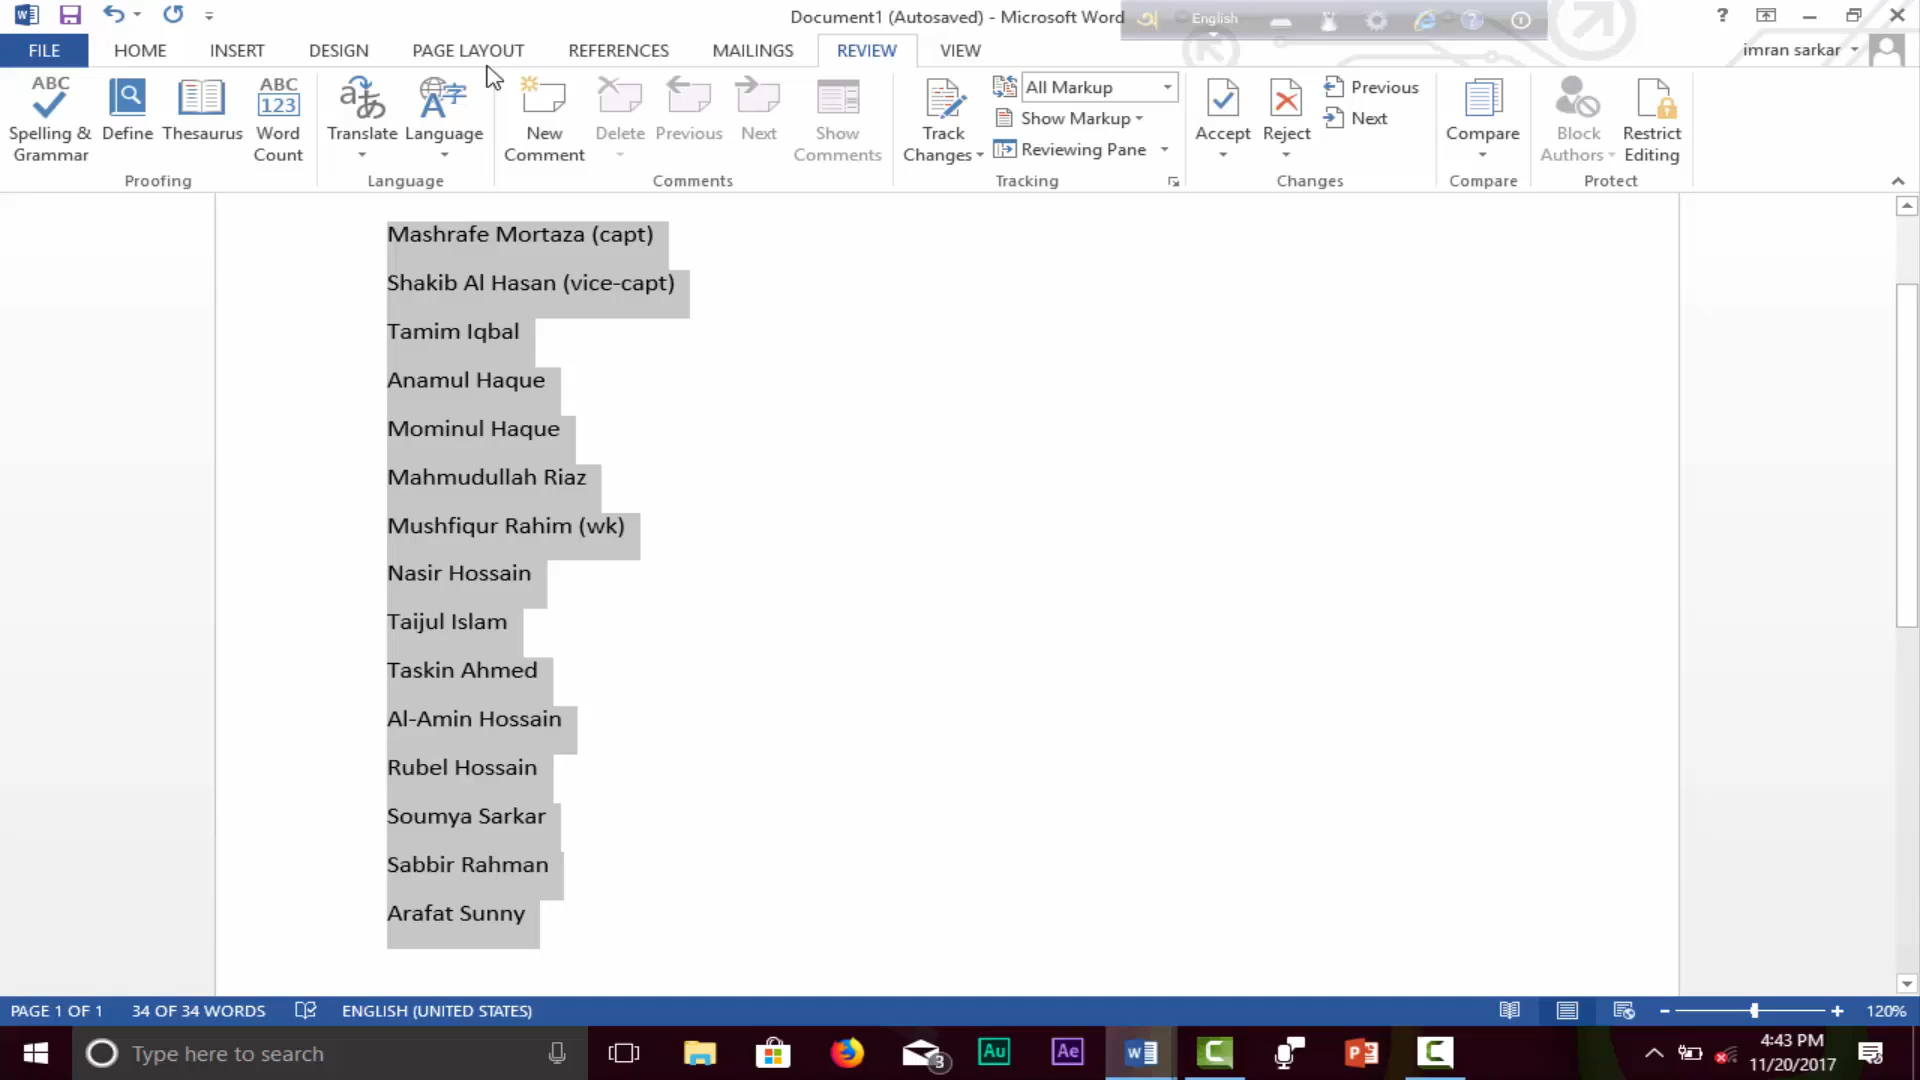 Document1 (Autosaved) - Microsoft Word
English
?
FILE
HOME
INSERT
DESIGN
PAGE LAYOUT
REFERENCES
MAILINGS
REVIEW
VIEW
imran sarkar
ABC
Spelling &
Grammar
Define
Thesaurus
ABC
123
Word
Count
Translate
Language
New
Comment
Delete
Previous
Next
Show
Comments
Track
Changes
All Markup
Show Markup
Reviewing Pane
Accept
Reject
Previous
Next
Compare
Block
Authors
Restrict
Editing
Proofing
Language
Comments
Tracking
Changes
Compare
Protect
Mashrafe Mortaza (capt)
Shakib Al Hasan (vice-capt)
Tamim Iqbal
Anamul Haque
Mominul Haque
Mahmudullah Riaz
Mushfiqur Rahim (wk)
Nasir Hossain
Taijul Islam
Taskin Ahmed
Al-Amin Hossain
Rubel Hossain
Soumya Sarkar
Sabbir Rahman
Arafat Sunny
PAGE 1 OF 1
34 OF 34 WORDS
ENGLISH (UNITED STATES)
120%
Type here to search
3
Au
Ae
4:43 PM
11/20/2017